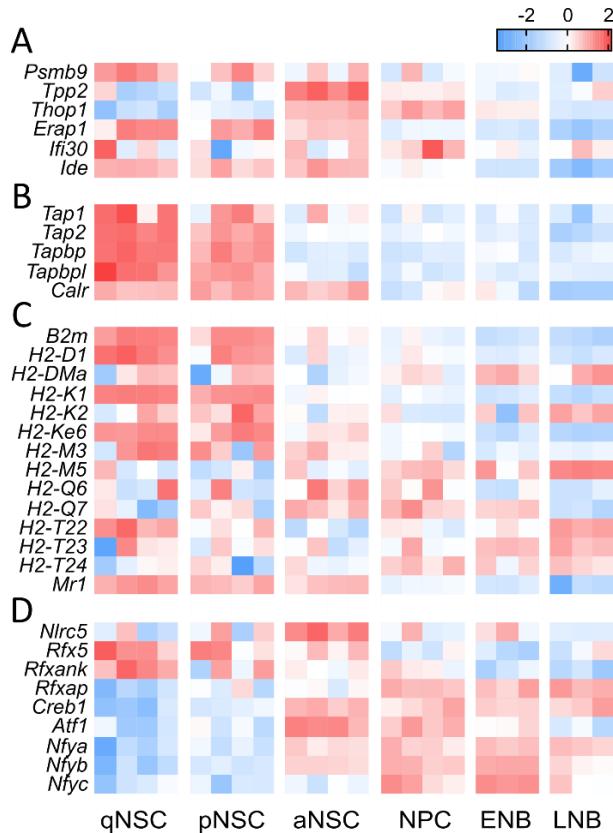 -2 0 2
A
Psmb9
Tpp2
Thop1
Erap1
Ifi30
Ide
B
Tap1
Tap2
Tapbp
Tapbpl
Calr
C
B2m
H2-D1
H2-DMa
H2-K1
H2-K2
H2-Ke6
H2-M3
H2-M5
H2-Q6
H2-Q7
H2-T22
H2-T23
H2-T24
Mr1
D
Nlrc5
Rfx5
Rfxank
Rfxap
Creb1
Atf1
Nfya
Nfyb
Nfyc
qNSC pNSC aNSC NPC ENB LNB